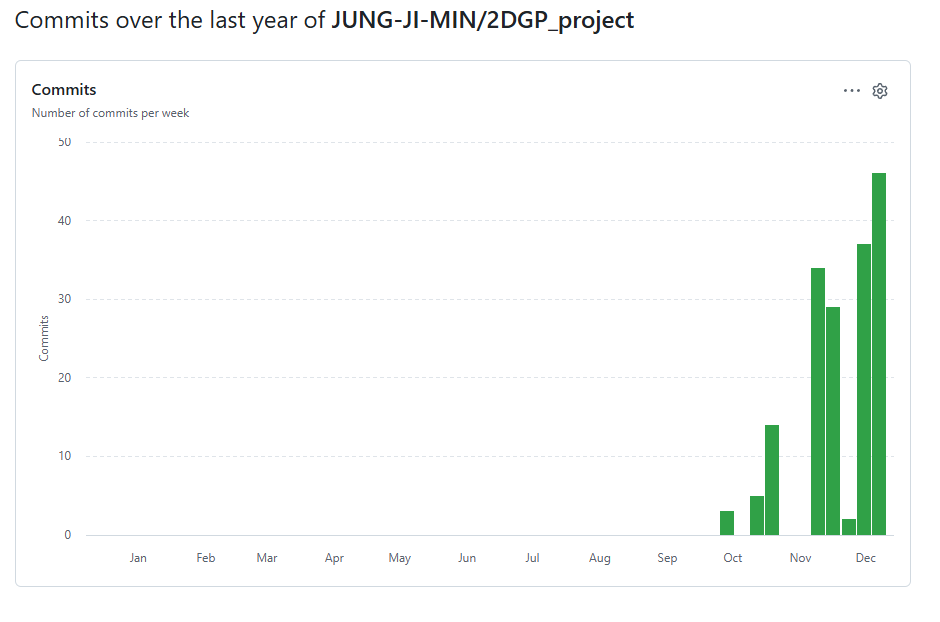 Commits over the last year of JUNG-JI-MIN/2DGP_project
Commits
Number of commits per week
50
40
30
20
10
0
Commits
Jan Feb Mar Apr May Jun Jul Aug Sep Oct Nov Dec